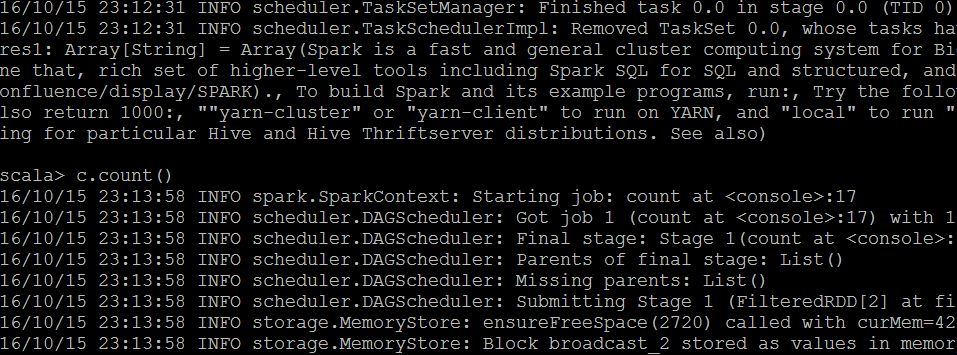 16/10/15 23:12:31 INFO scheduler.TaskSetManager: Finished task 0.0 in stage 0.0 (TID 0)
16/10/15 23:12:31 INFO scheduler.TaskSchedulerImpl: Removed TaskSet 0.0, whose tasks ha
res1: Array[String] = Array(Spark is a fast and general cluster computing system for Bi
ne that, rich set of higher-level tools including Spark SQL for SQL and structured, and
onfluence/display/SPARK)., To build Spark and its example programs, run:, Try the follo
lso return 1000:, ""yarn-cluster" or "yarn-client" to run on YARN, and "local" to run "
ing for particular Hive and Hive Thriftserver distributions. See also)
scala> c.count()
16/10/15 23:13:58 INFO spark.SparkContext: Starting job: count at <console>:17
16/10/15 23:13:58 INFO scheduler.DAGScheduler: Got job 1 (count at <console>:17) with 1
16/10/15 23:13:58 INFO scheduler.DAGScheduler: Final stage: Stage 1(count at <console>:
16/10/15 23:13:58 INFO scheduler.DAGScheduler: Parents of final stage: List()
16/10/15 23:13:58 INFO scheduler.DAGScheduler: Missing parents: List()
16/10/15 23:13:58 INFO scheduler.DAGScheduler: Submitting Stage 1 (FilteredRDD[2] at fi
16/10/15 23:13:58 INFO storage.MemoryStore: ensureFreeSpace(2720) called with curMem=42
16/10/15 23:13:58 INFO storage.MemoryStore: Block broadcast_2 stored as values in memor